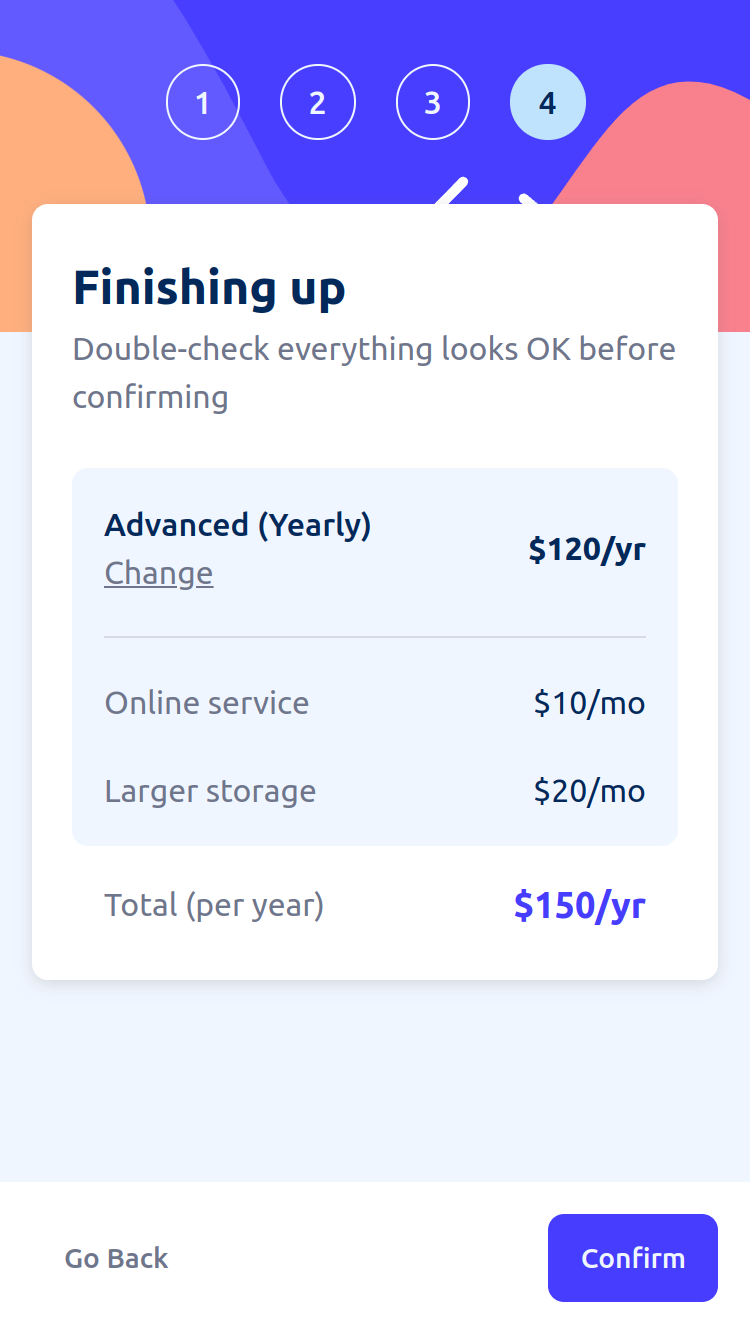 1 2 3 4
Finishing up
Double-check everything looks OK before
confirming
Advanced (Yearly)
Change
$120/yr
Online service $10/mo
Larger storage $20/mo
Total (per year) $150/yr
Go Back Confirm